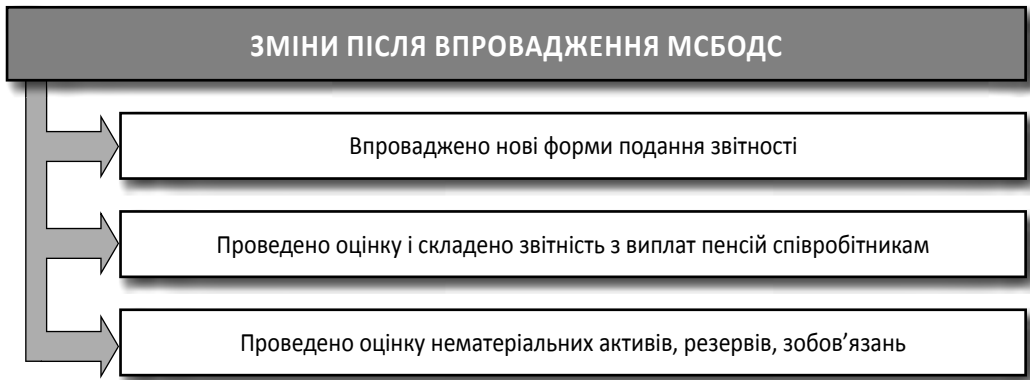 ЗМІНИ ПІСЛЯ ВПРОВАДЖЕННЯ МСБОДС
Впроваджено нові форми подання звітності
Проведено оцінку і складено звітність з виплат пенсій співробітникам
Проведено оцінку нематеріальних активів, резервів, зобов’язань